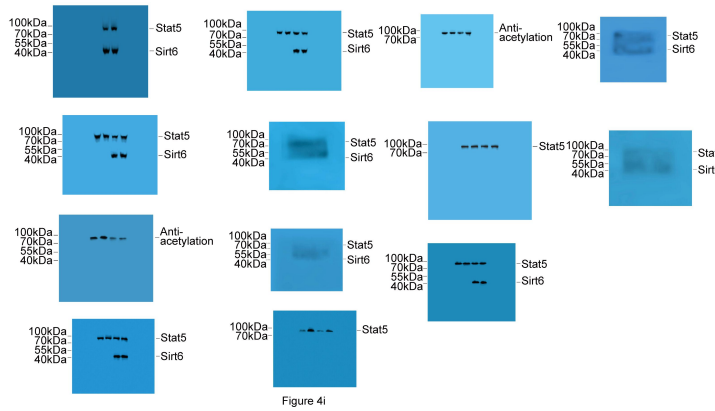 100kDa
70kDa
55kDa
40kDa
Stat5
Sirt6
100kDa
70kDa
55kDa
40kDa
Stat5
Sirt6
100kDa
70kDa
Anti-
acetylation
100kDa
70kDa
55kDa
40kDa
Stat5
Sirt6
100kDa
70kDa
55kDa
40kDa
Stat5
Sirt6
100kDa
70kDa
55kDa
40kDa
Stat5
Sirt6
100kDa
70kDa
Stat5
100kDa
70kDa
55kDa
40kDa
Sta
Sirt
100kDa
70kDa
55kDa
40kDa
Anti-
acetylation
100kDa
70kDa
55kDa
40kDa
Stat5
Sirt6
100kDa
70kDa
55kDa
40kDa
Stat5
Sirt6
100kDa
70kDa
55kDa
40kDa
Stat5
Sirt6
100kDa
70kDa
Stat5
Figure 4i